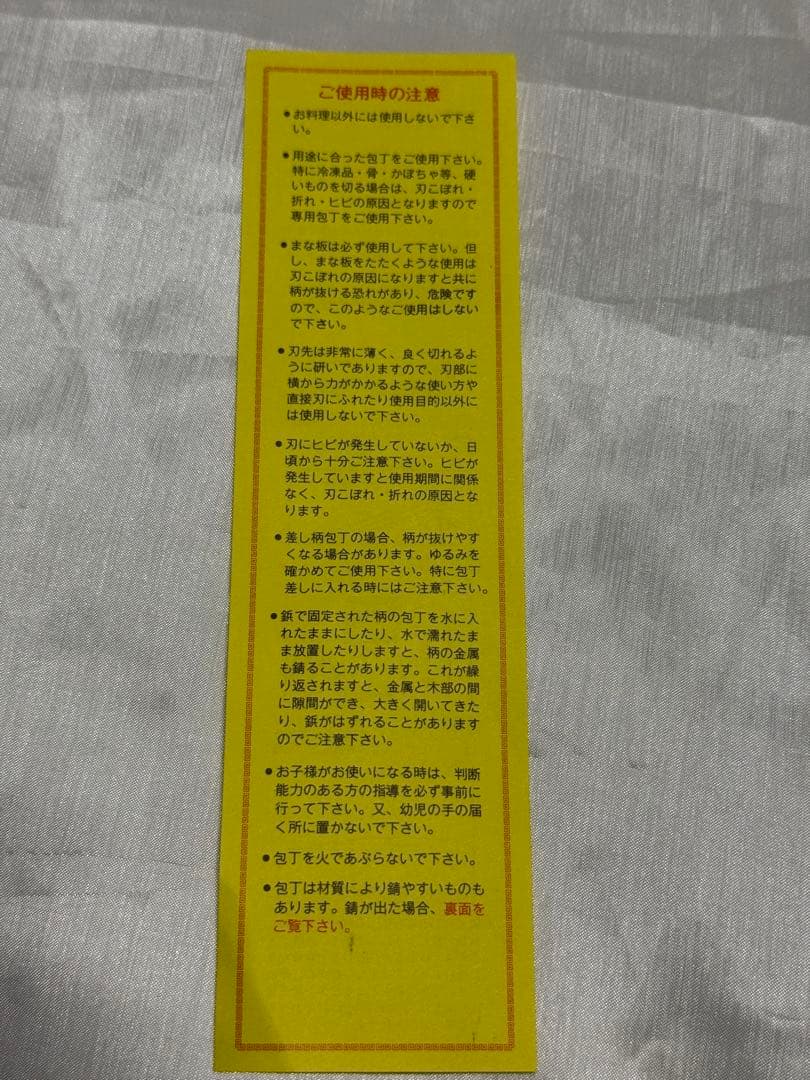 ご使用時の注意
●お料理以外には使用しないで下さ
い。
●用途に合った包丁をご使用下さい。
特に冷凍品・骨・かぼちゃ等、硬
いものを切る場合は、刃こぼれ・
折れ・ヒビの原因となりますので
専用包丁をご使用下さい。
●まな板は必ず使用して下さい。但
し、まな板をたたくような使用は
刃こぼれの原因になりますと共に
柄が抜ける恐れがあり、危険です
ので、このようなご使用はしない
で下さい。
●刃先は非常に薄く、良く切れるよ
うに研いでありますので、刃部に
横から力がかかるような使い方や
直接刃にふれたり使用目的以外に
は使用しないで下さい。
●刃にヒビが発生していないか、日
頃から十分ご注意下さい。ヒビが
発生していますと使用期間に関係
なく、刃こぼれ・折れの原因とな
ります。
●差し柄包丁の場合、柄が抜けやす
くなる場合があります。ゆるみを
確かめてご使用下さい。特に包丁
差しに入れる時にはご注意下さい。
●鋲で固定された柄の包丁を水に入
れたままにしたり、水で濡れたま
ま放置したりしますと、柄の金属
も錆ることがあります。これが繰
り返されますと、金属と木部の間
に隙間ができ、大きく開いてきた
り、鋲がはずれることがあります
のでご注意下さい。
●お子様がお使いになる時は、判断
能力のある方の指導を必ず事前に
行って下さい。又、幼児の手の届
く所に置かないで下さい。
●包丁を火であぶらないで下さい。
●包丁は材質により錆やすいものも
あります。錆が出た場合、裏面を
ご覧下さい。